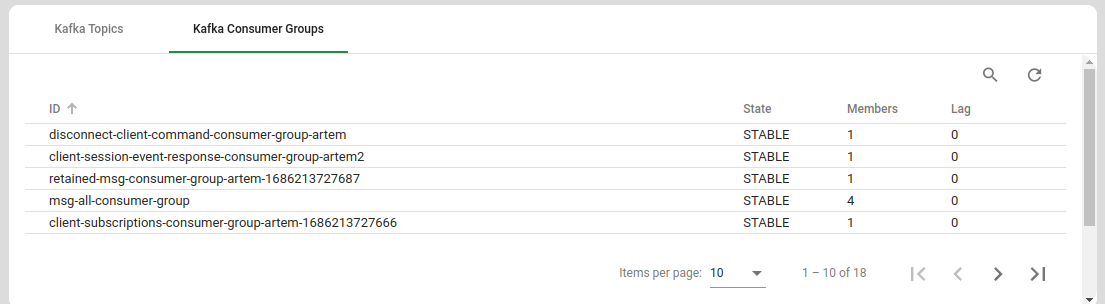 Kafka Topics Kafka Consumer Groups
ID State Members Lag
disconnect-client-command-consumer-group-artem STABLE 1 0
client-session-event-response-consumer-group-artem2 STABLE 1 0
retained-msg-consumer-group-artem-1686213727687 STABLE 1 0
msg-all-consumer-group STABLE 4 0
client-subscriptions-consumer-group-artem-1686213727666 STABLE 1 0
Items per page: 10 1 – 10 of 18